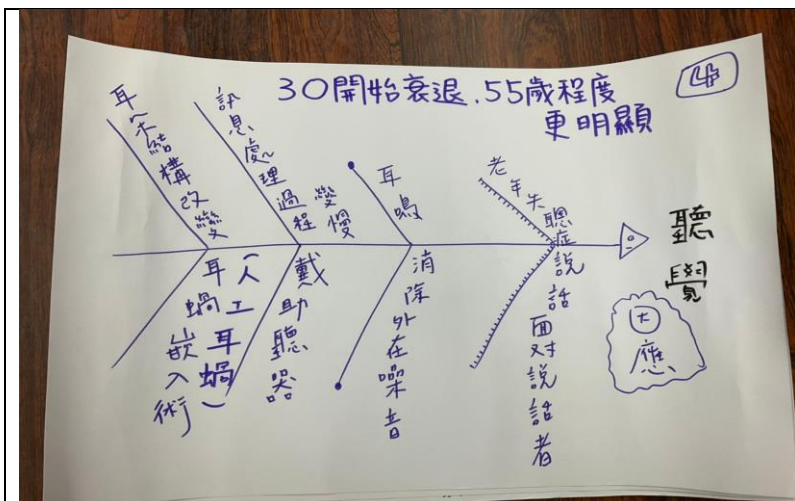 30開始衰退.55歲程度
更明顯
4
耳朵結構改變
訊息處理過程變慢
耳鳴
老年失聰症
聽覺
耳蝸嵌入術
(人工耳蝸)
戴助聽器
消除外在噪音
說話面對說話者
因應